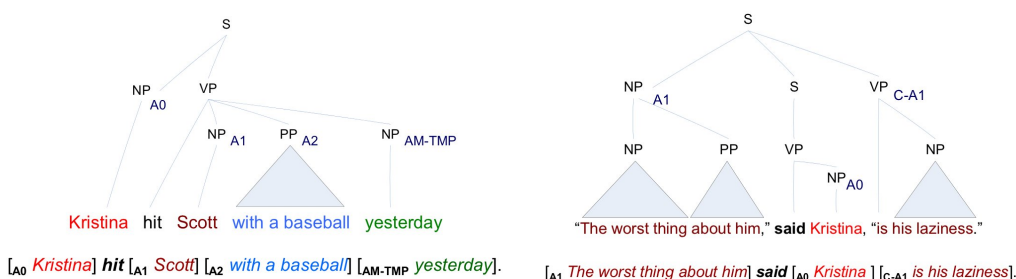 S
NP A0 VP
NP A1 PP A2 NP AM-TMP
Kristina hit Scott with a baseball yesterday
[A0 Kristina] hit [A1 Scott] [A2 with a baseball] [AM-TMP yesterday].
S
NP A1 S VP C-A1
NP PP VP NP
NP A0
“The worst thing about him,” said Kristina, “is his laziness.”
[A1 The worst thing about him] said [A0 Kristina ] [C-A1 is his laziness].